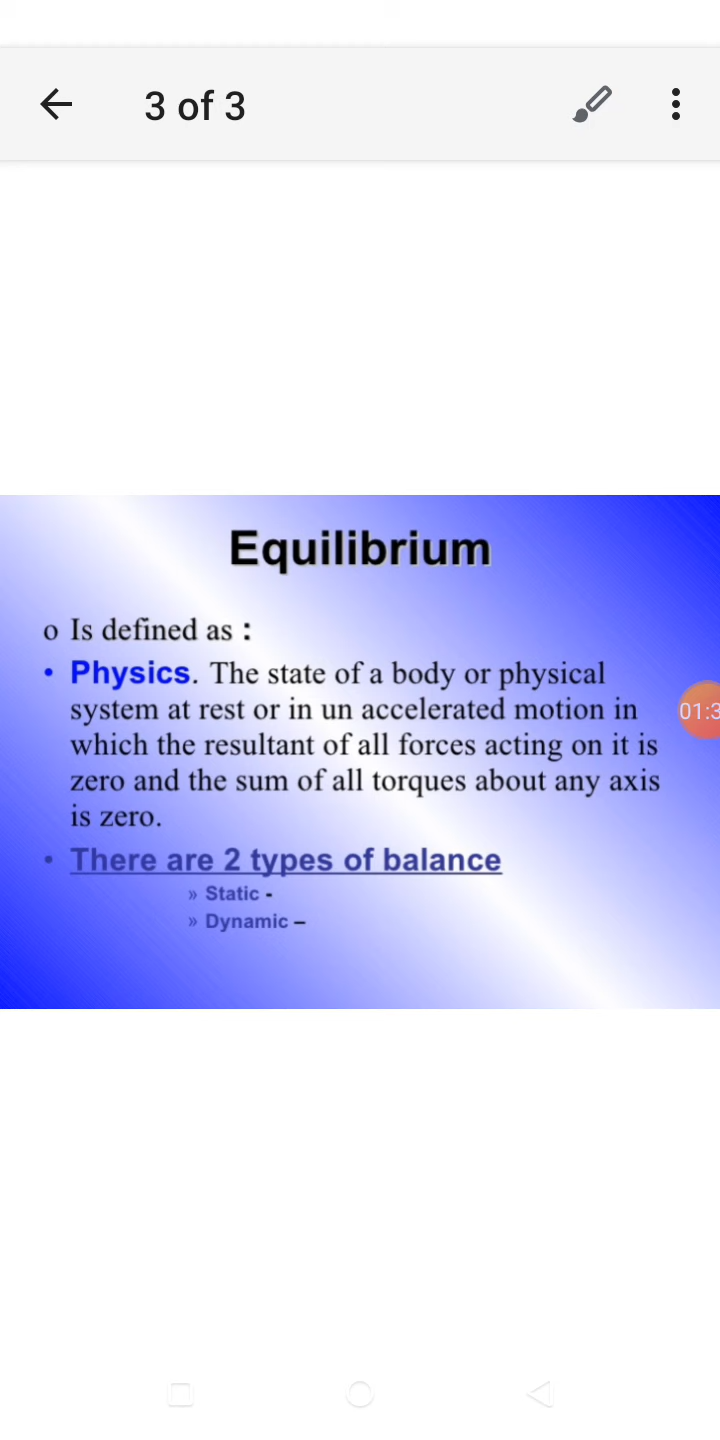 3 of 3
Equilibrium
o Is defined as :
• Physics. The state of a body or physical
system at rest or in un accelerated motion in
which the resultant of all forces acting on it is
zero and the sum of all torques about any axis
is zero.
• There are 2 types of balance
» Static -
» Dynamic –
01:3